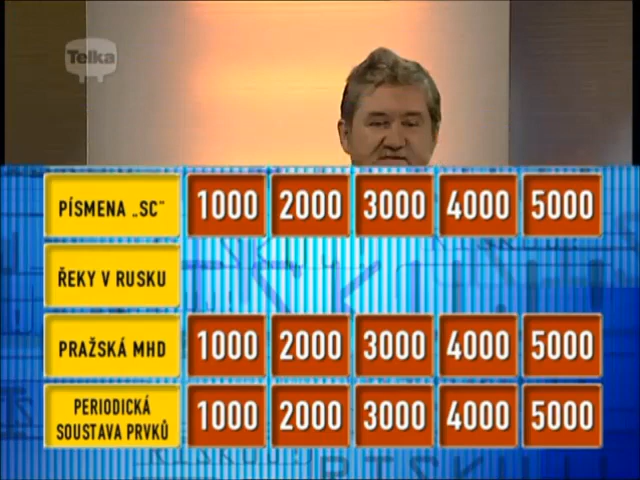 Telka
PÍSMENA „SC“ 1000 2000 3000 4000 5000
ŘEKY V RUSKU
PRAŽSKÁ MHD 1000 2000 3000 4000 5000
PERIODICKÁ
SOUSTAVA PRVKŮ 1000 2000 3000 4000 5000